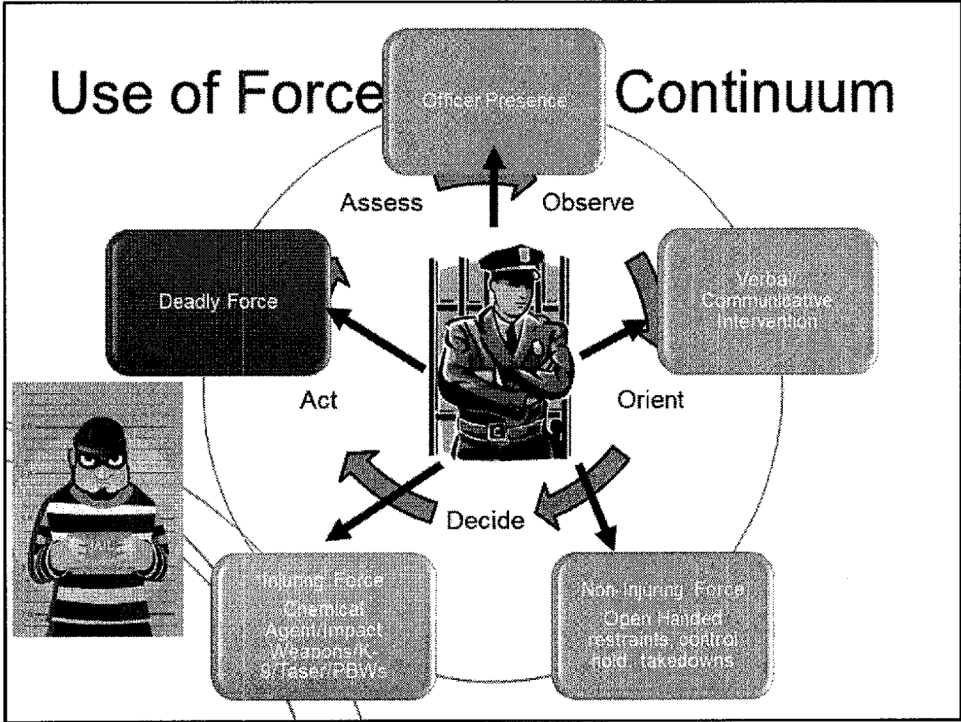 Use of Force Continuum
Officer Presence
Assess
Observe
Verbal/
Communicative
Intervention
Deadly Force
Act
Orient
Decide
Injuring Force
Chemical
Agent/Impact
Weapons/K-
9/Taser/PBWs
Non-Injuring Force
Open Handed
restraints, control
hold, takedowns